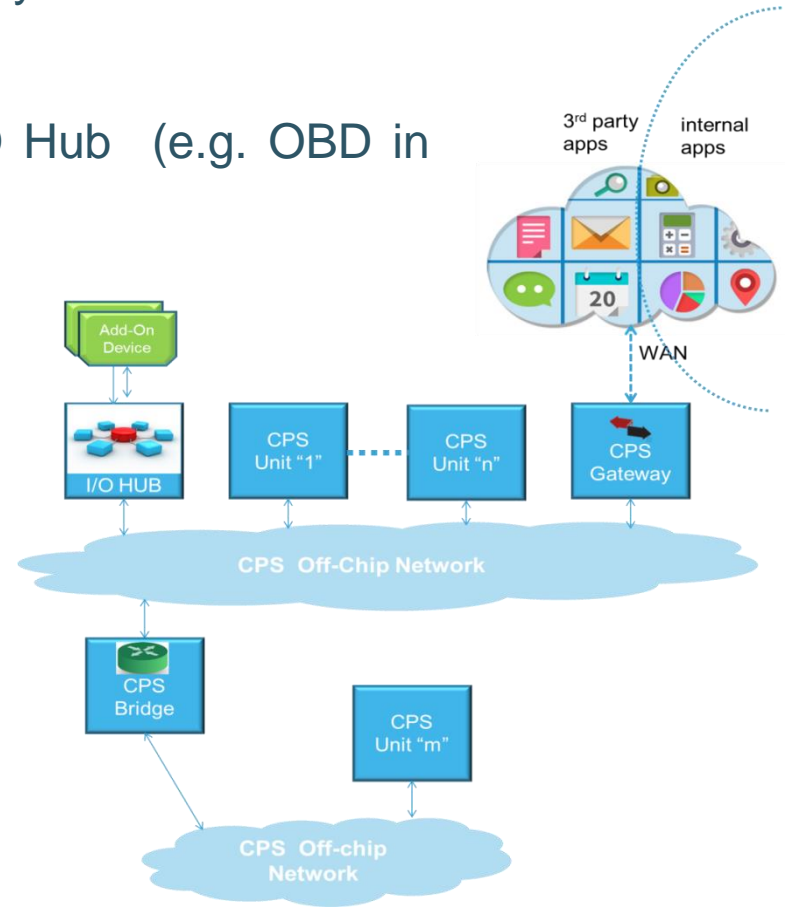 y
Hub (e.g. OBD in
3rd party
apps
internal
apps
20
WAN
Add-On
Device
I/O HUB
CPS
Unit "1"
CPS
Unit "n"
CPS
Gateway
CPS Off-Chip Network
CPS
Bridge
CPS
Unit "m"
CPS Off-chip
Network